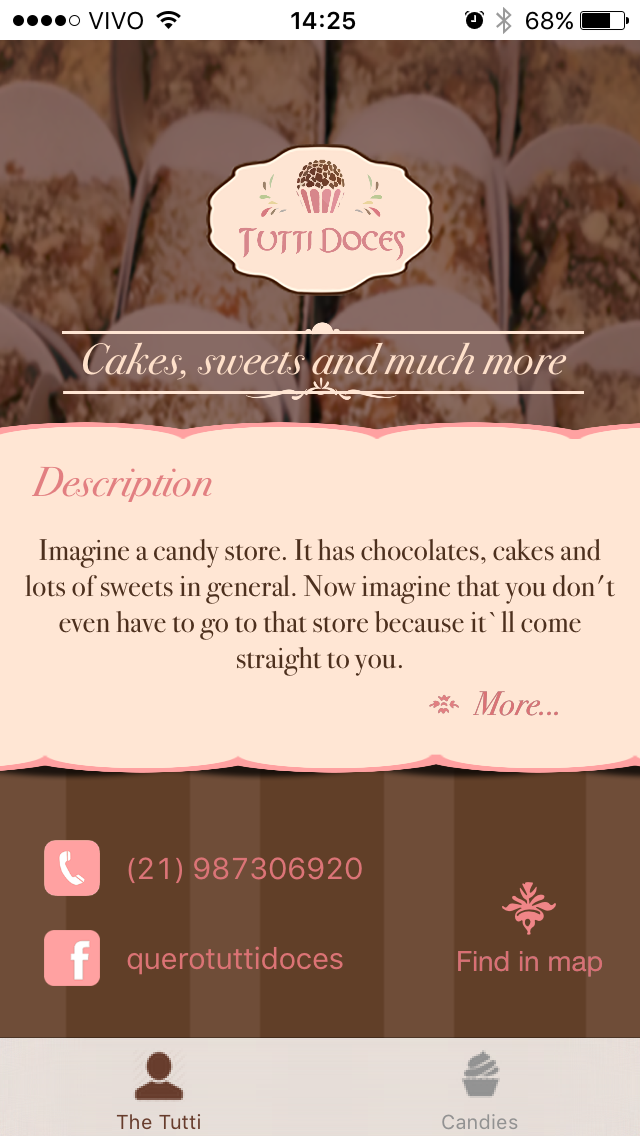 VIVO 14:25 68%
TUTTI DOCES
Cakes, sweets and much more
Description
Imagine a candy store. It has chocolates, cakes and
lots of sweets in general. Now imagine that you don't
even have to go to that store because it`ll come
straight to you.
More...
(21) 987306920
querotuttidoces
Find in map
The Tutti
Candies